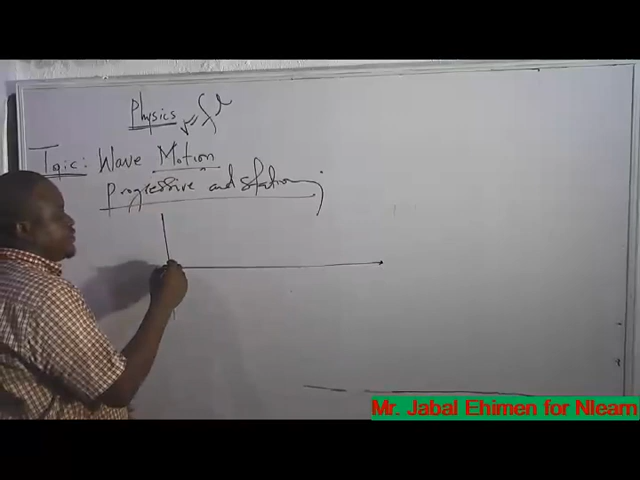 Physics
Topic: Wave Motion
Progressive and Stationary
Mr. Jabal Ehimen for Nlearn